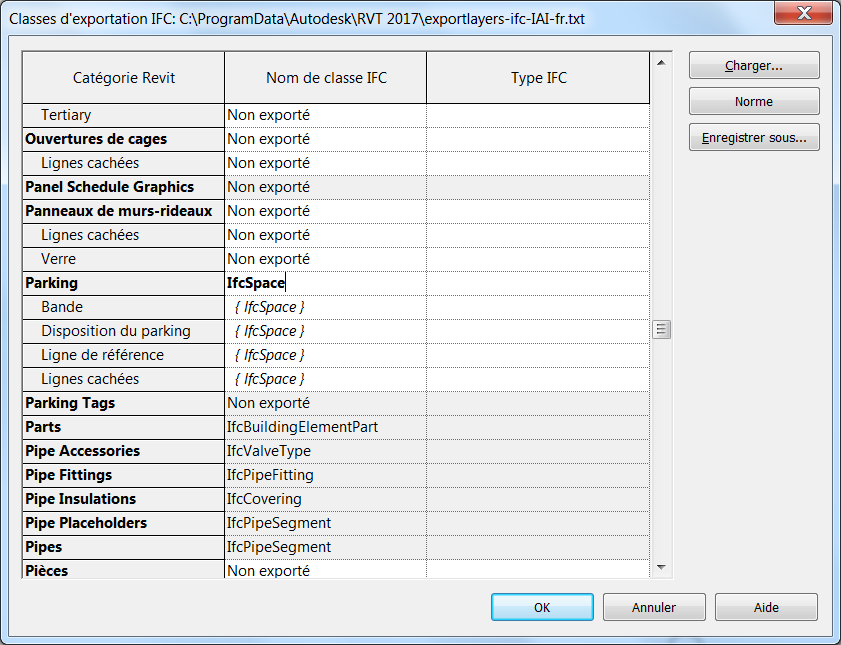 Classes d'exportation IFC: C:\ProgramData\Autodesk\RVT 2017\exportlayers-ifc-IAI-fr.txt
Catégorie Revit Nom de classe IFC Type IFC
Charger...
Norme
Enregistrer sous...
Tertiary Non exporté
Ouvertures de cages Non exporté
Lignes cachées Non exporté
Panel Schedule Graphics Non exporté
Panneaux de murs-rideaux Non exporté
Lignes cachées Non exporté
Verre Non exporté
Parking IfcSpace
Bande { IfcSpace }
Disposition du parking { IfcSpace }
Ligne de référence { IfcSpace }
Lignes cachées { IfcSpace }
Parking Tags Non exporté
Parts IfcBuildingElementPart
Pipe Accessories IfcValveType
Pipe Fittings IfcPipeFitting
Pipe Insulations IfcCovering
Pipe Placeholders IfcPipeSegment
Pipes IfcPipeSegment
Pièces Non exporté
OK Annuler Aide